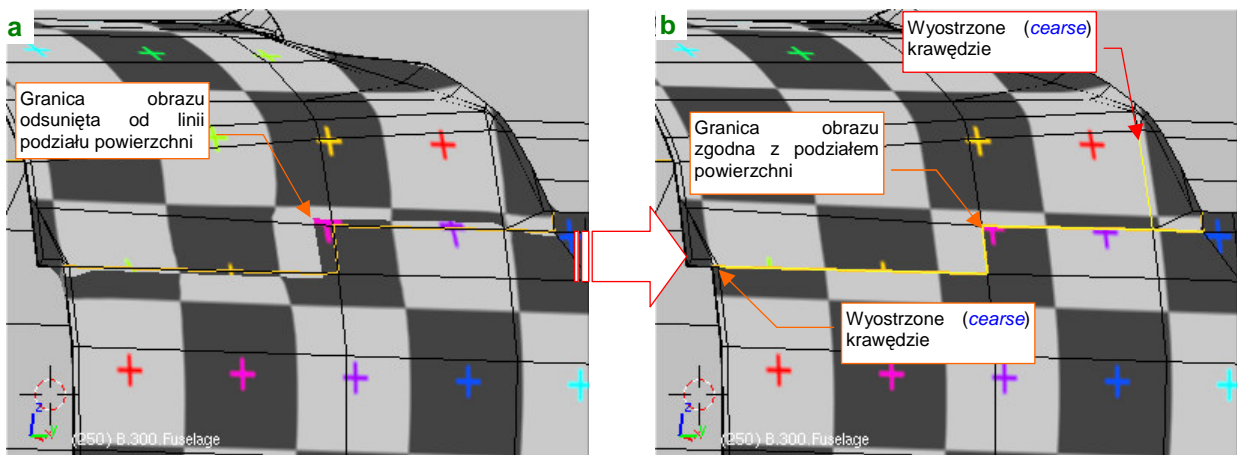 a
Granica obrazu
odsunięta od linii
podziału powierzchni
z
y
(250) B.300.Fuselage
b
Wyostrzone (cearse)
krawędzie
Granica obrazu
zgodna z podziałem
powierzchni
Wyostrzone (cearse)
krawędzie
z
y
(250) B.300.Fuselage